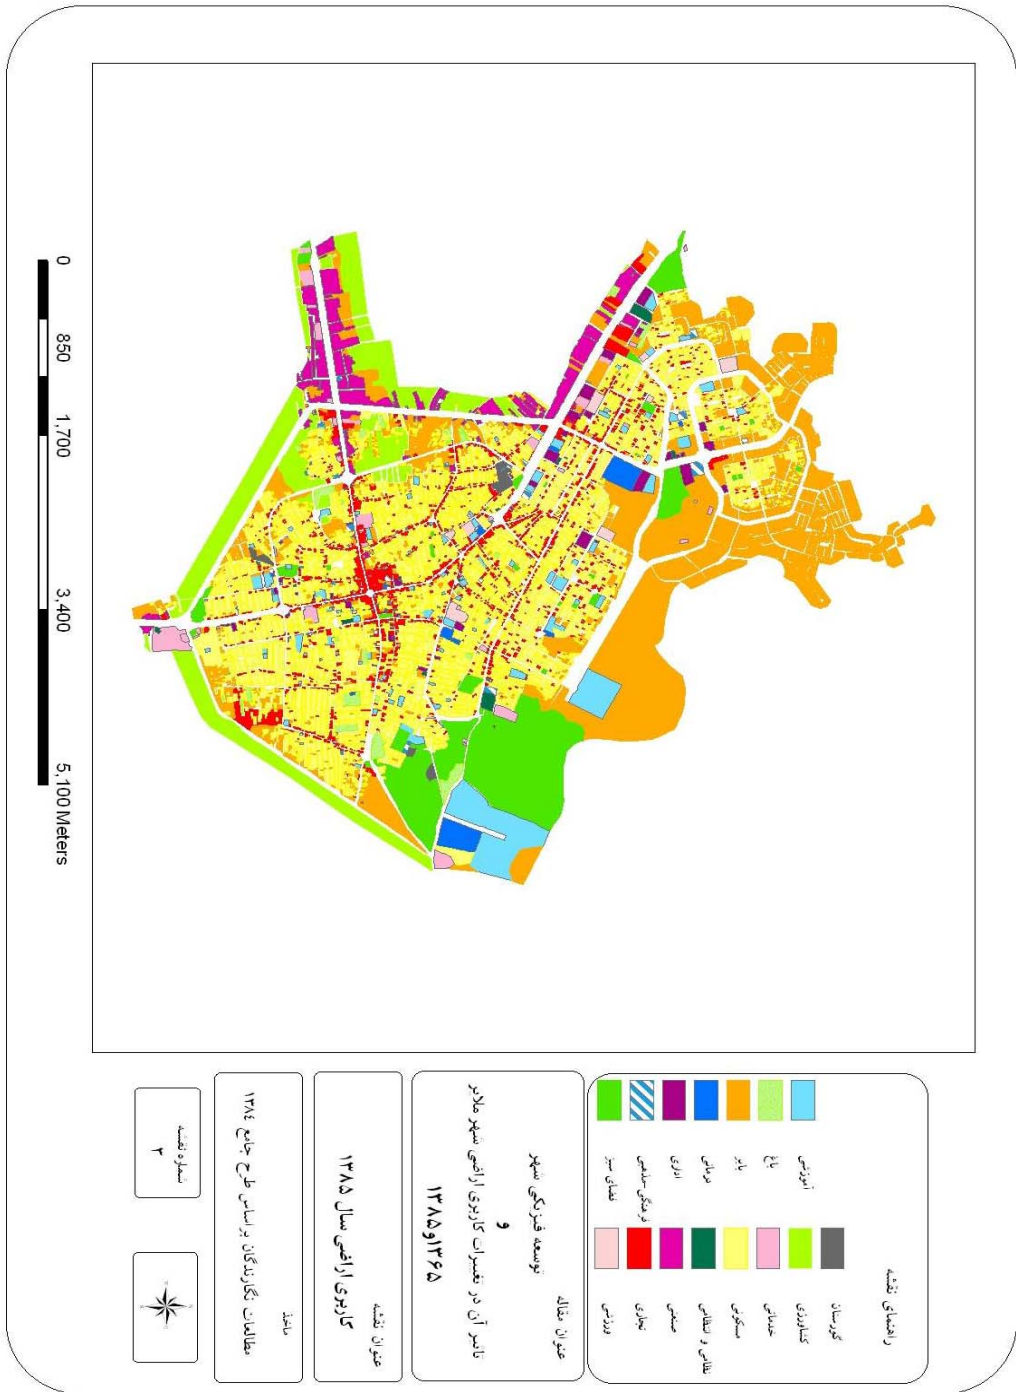 راهنمای نقشه
آموزشی
باغ
بایر
درمانی
اداری
فرهنگی-مذهبی
فضای سبز
گورستان
کشاورزی
خدماتی
مسکونی
نظامی و انتظامی
صنعتی
تجاری
ورزشی
عنوان مقاله
توسعه فیزیکی شهر
و
تاثیر آن در تغییرات کاربری اراضی شهر ملایر
۱۳۶۵و۱۳۸۵
عنوان نقشه
کاربری اراضی سال ۱۳۸۵
ماخذ
مطالعات نگارندگان براساس طرح جامع ۱۳۸۴
شماره نقشه
۳
0 850 1,700 3,400 5,100 Meters